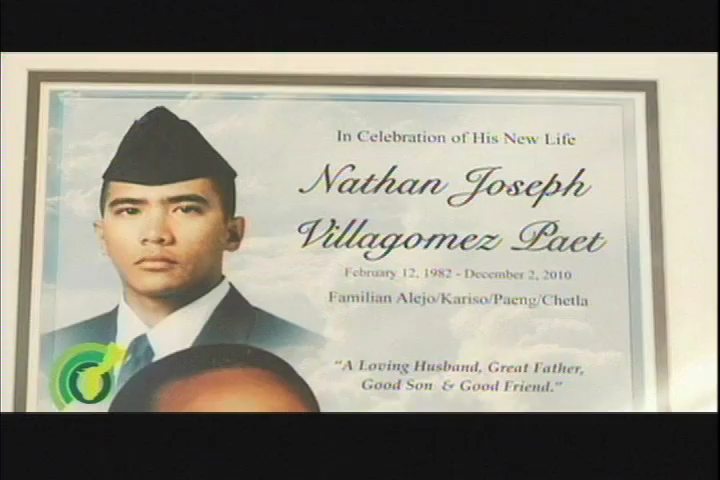 In Celebration of His New Life
Nathan Joseph
Villagomez Paet
February 12, 1982 - December 2, 2010
Familian Alejo/Kariso/Paeng/Chetla
"A Loving Husband, Great Father,
Good Son & Good Friend."